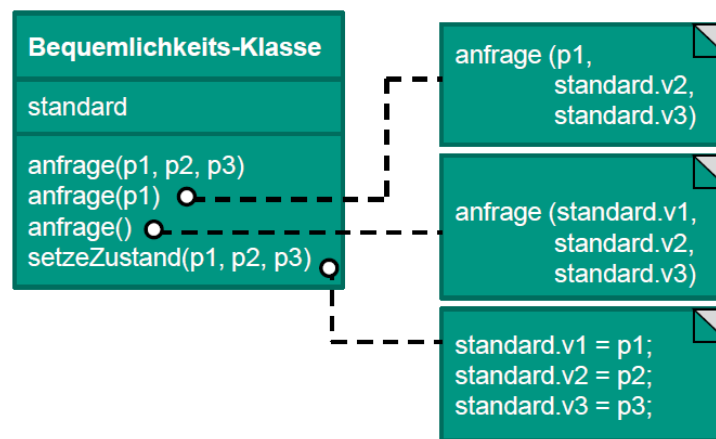 Bequemlichkeits-Klasse
standard
anfrage(p1, p2, p3)
anfrage(p1)
anfrage()
setzeZustand(p1, p2, p3)
anfrage (p1,
standard.v2,
standard.v3)
anfrage (standard.v1,
standard.v2,
standard.v3)
standard.v1 = p1;
standard.v2 = p2;
standard.v3 = p3;